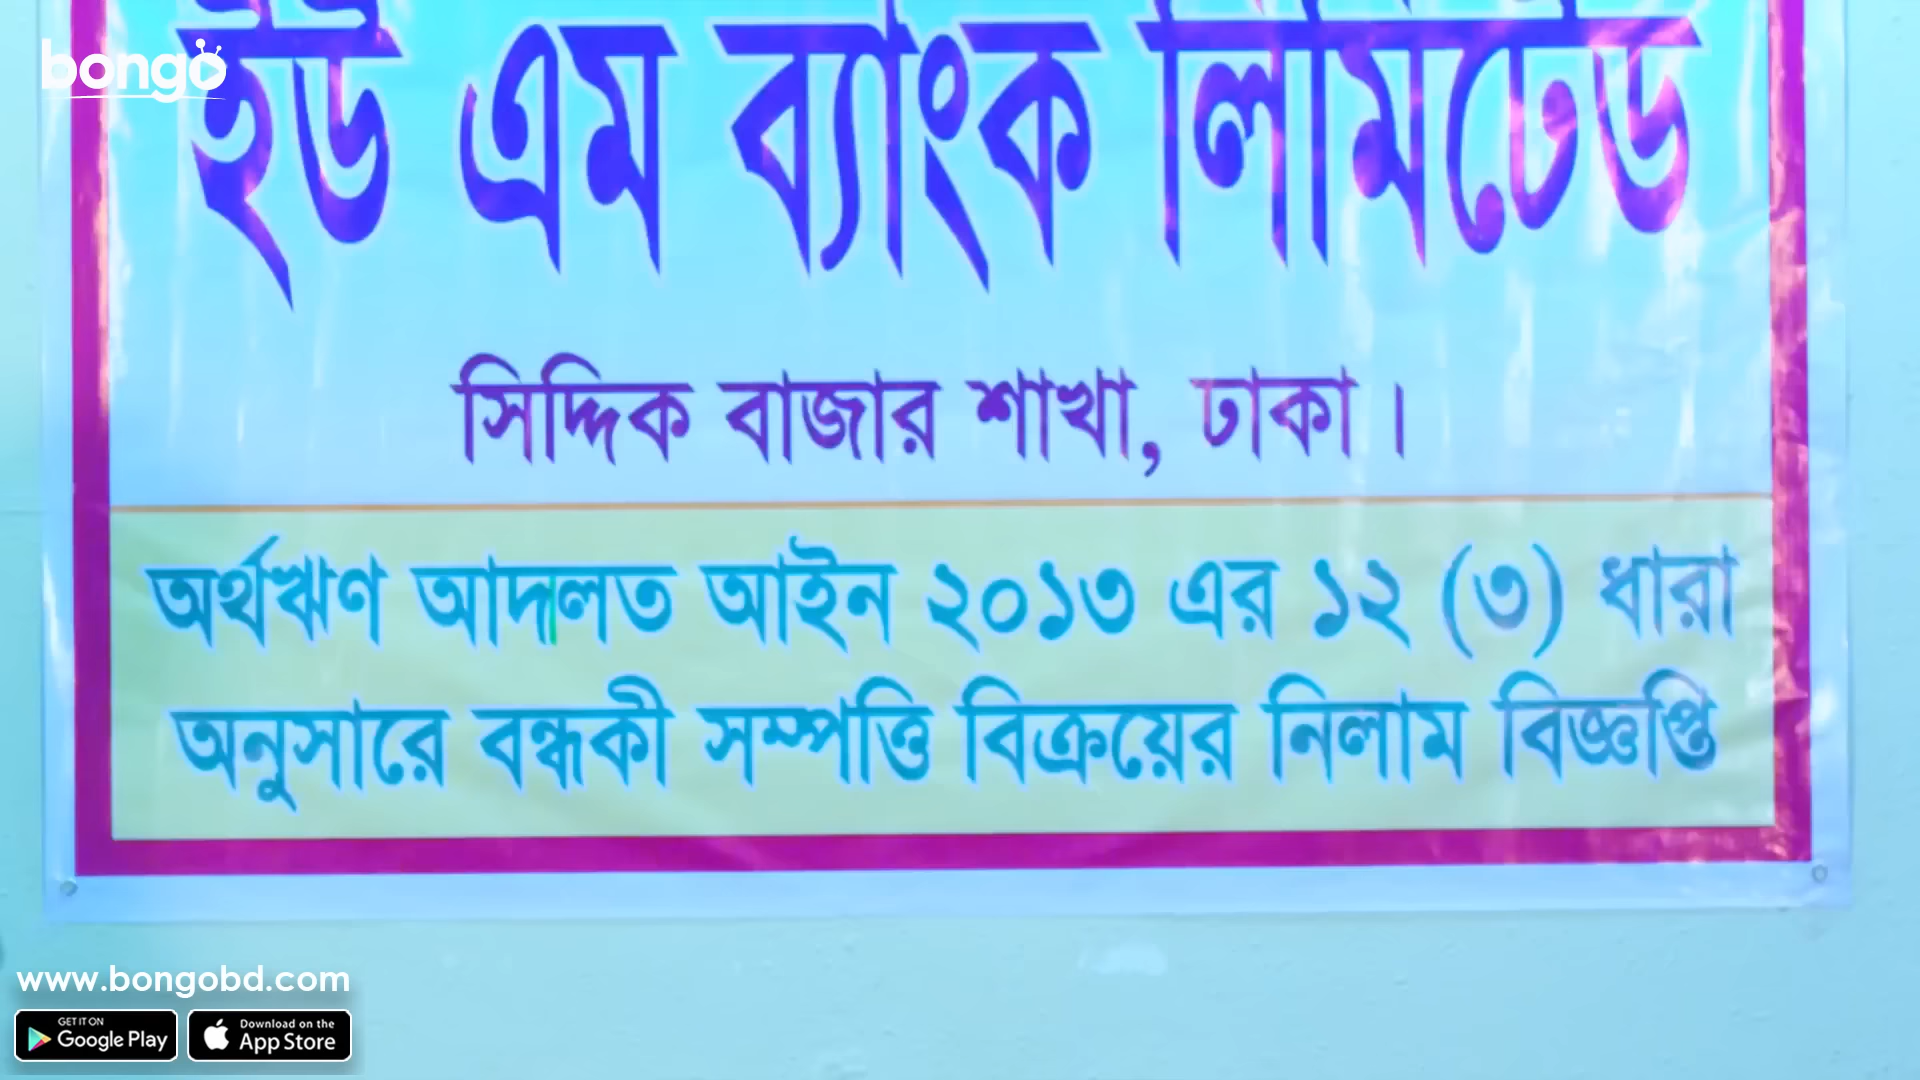 bongo
ইউ এম ব্যাংক লিমিটেড
সিদ্দিক বাজার শাখা, ঢাকা।
অর্থঋণ আদালত আইন ২০১৩ এর ১২ (৩) ধারা
অনুসারে বন্ধকী সম্পত্তি বিক্রয়ের নিলাম বিজ্ঞপ্তি
www.bongobd.com
GET IT ON Google Play
Download on the App Store